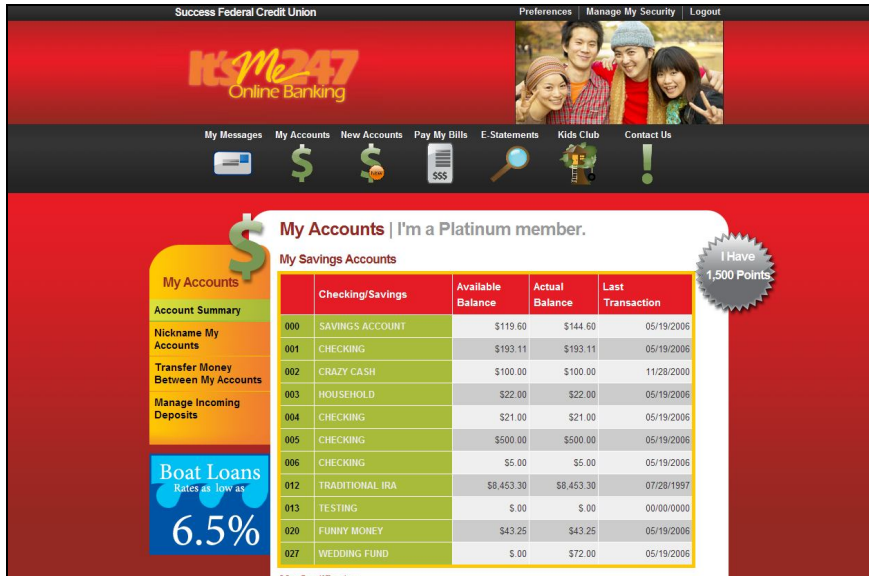 Success Federal Credit Union
Preferences | Manage My Security | Logout
It'sMe247
Online Banking
My Messages My Accounts New Accounts Pay My Bills E-Statements Kids Club Contact Us
NEW
$$$
My Accounts | I'm a Platinum member.
I Have
1,500 Points
My Savings Accounts
My Accounts
Account Summary
Nickname My
Accounts
Transfer Money
Between My Accounts
Manage Incoming
Deposits
Boat Loans
Rates as low as
6.5%
Checking/Savings Available Balance Actual Balance Last Transaction
000 SAVINGS ACCOUNT $119.60 $144.60 05/19/2006
001 CHECKING $193.11 $193.11 05/19/2006
002 CRAZY CASH $100.00 $100.00 11/28/2000
003 HOUSEHOLD $22.00 $22.00 05/19/2006
004 CHECKING $21.00 $21.00 05/19/2006
005 CHECKING $500.00 $500.00 05/19/2006
006 CHECKING $5.00 $5.00 05/19/2006
012 TRADITIONAL IRA $8,453.30 $8,453.30 07/28/1997
013 TESTING $.00 $.00 00/00/0000
020 FUNNY MONEY $43.25 $43.25 05/19/2006
027 WEDDING FUND $.00 $72.00 05/19/2006